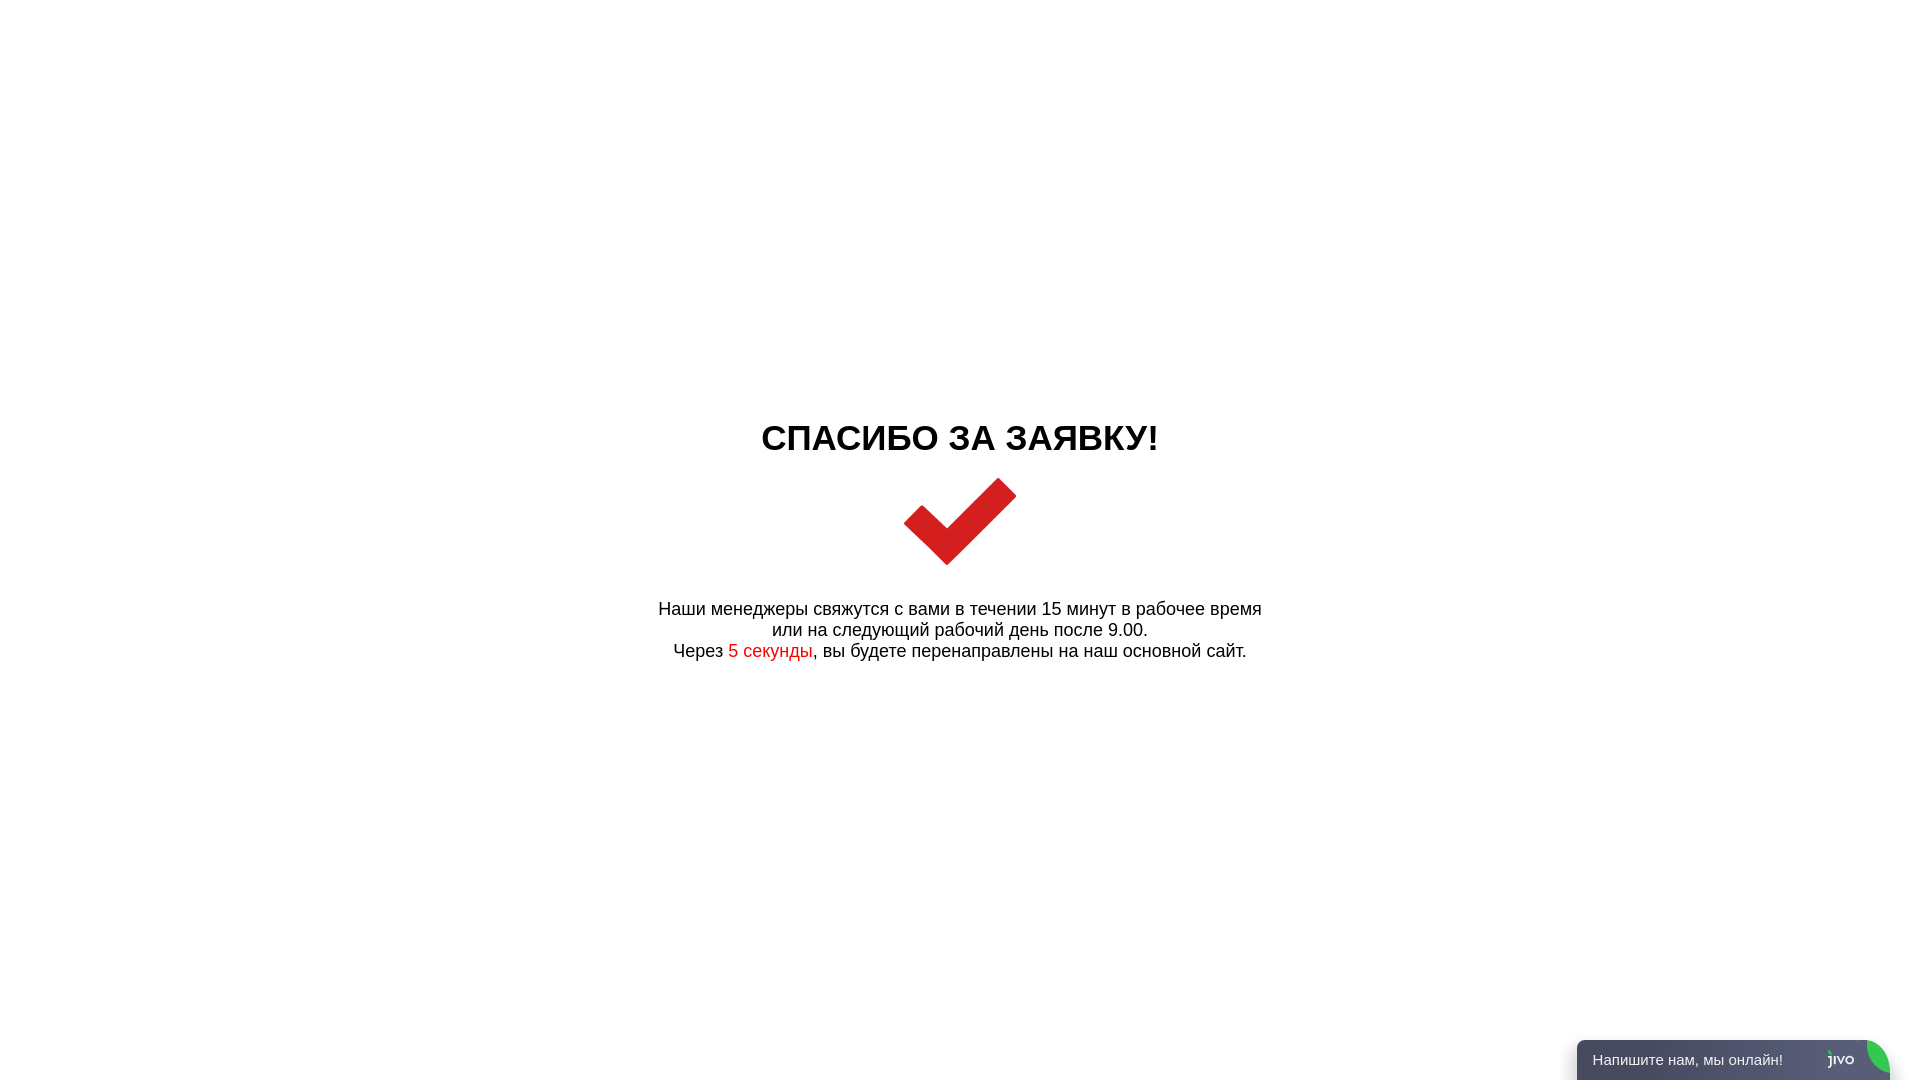 СПАСИБО ЗА ЗАЯВКУ!
Наши менеджеры свяжутся с вами в течении 15 минут в рабочее время
или на следующий рабочий день после 9.00.
Через 5 секунды, вы будете перенаправлены на наш основной сайт.
Напишите нам, мы онлайн!
jivo